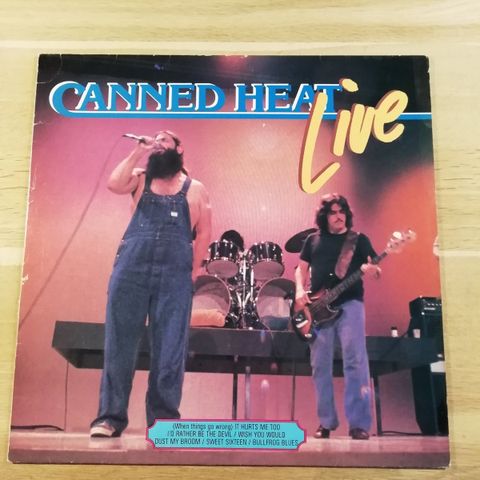 CANNED HEAT
Live
(When things go wrong) IT HURTS ME TOO
I'D RATHER BE THE DEVIL / WISH YOU WOULD
DUST MY BROOM / SWEET SIXTEEN / BULLFROG BLUES